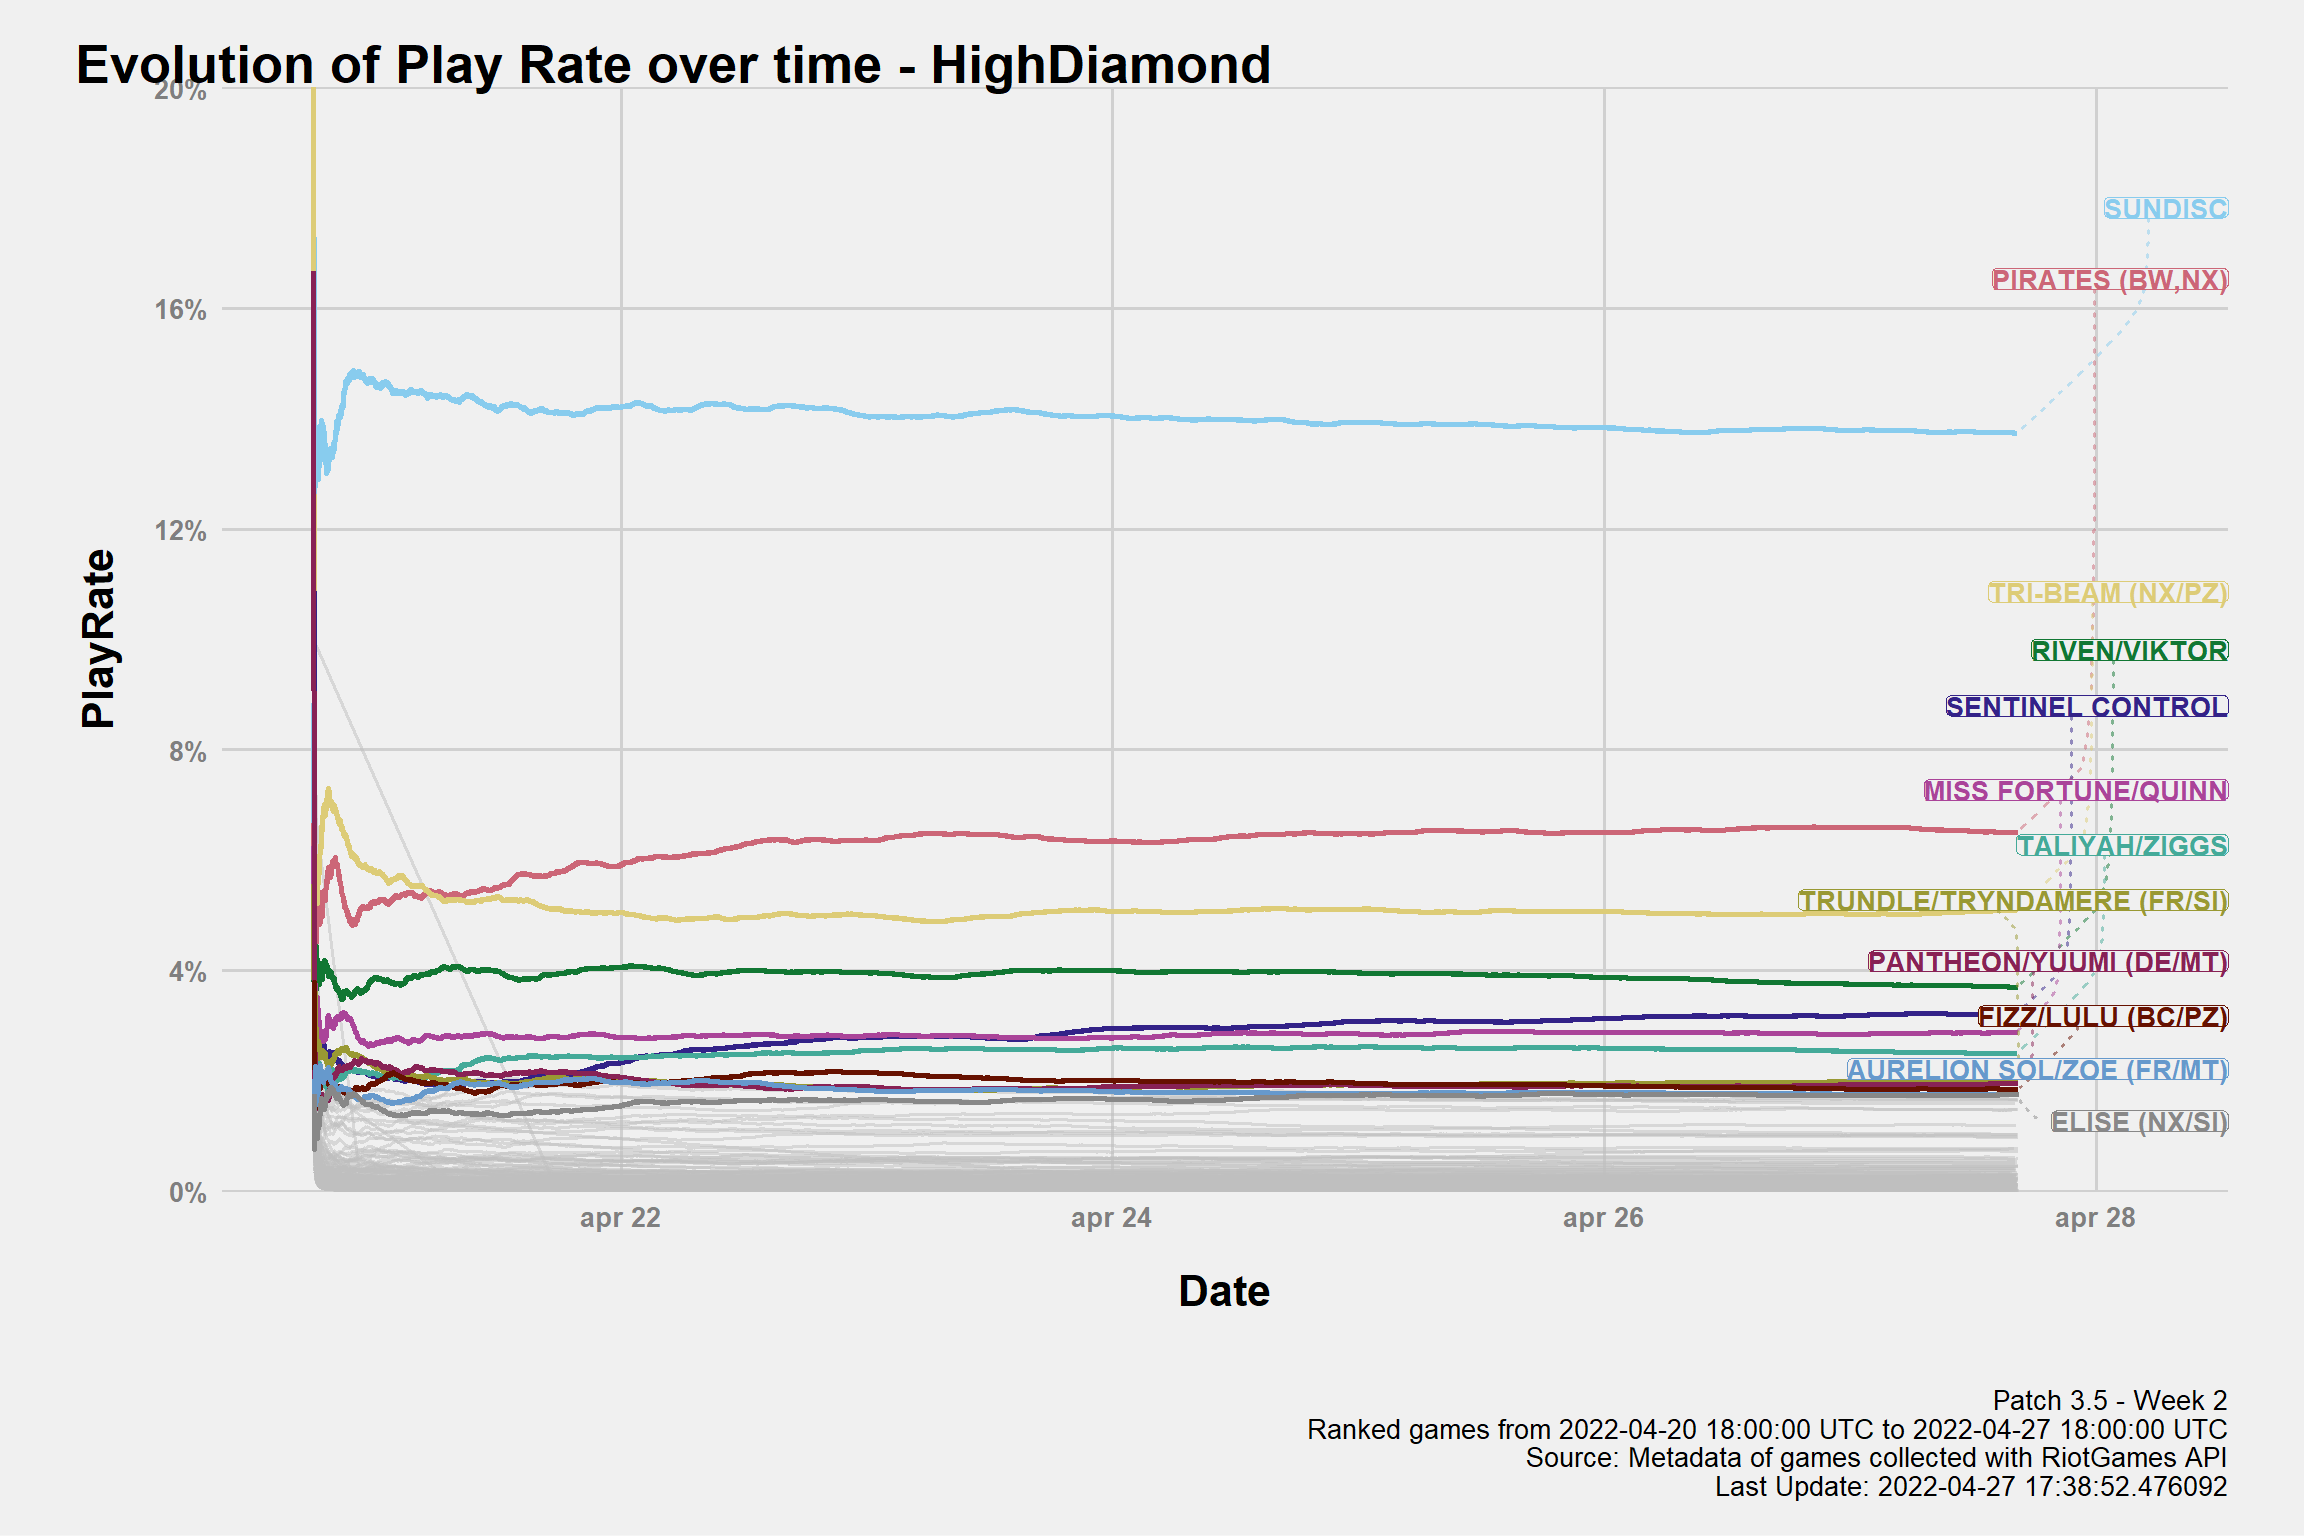 Evolution of Play Rate over time - HighDiamond
20%
16%
12%
8%
4%
0%
PlayRate
SUNDISC
PIRATES (BW,NX)
TRI-BEAM (NX/PZ)
RIVEN/VIKTOR
SENTINEL CONTROL
MISS FORTUNE/QUINN
TALIYAH/ZIGGS
TRUNDLE/TRYNDAMERE (FR/SI)
PANTHEON/YUUMI (DE/MT)
FIZZ/LULU (BC/PZ)
AURELION SOL/ZOE (FR/MT)
ELISE (NX/SI)
apr 22
apr 24
apr 26
apr 28
Date
Patch 3.5 - Week 2
Ranked games from 2022-04-20 18:00:00 UTC to 2022-04-27 18:00:00 UTC
Source: Metadata of games collected with RiotGames API
Last Update: 2022-04-27 17:38:52.476092